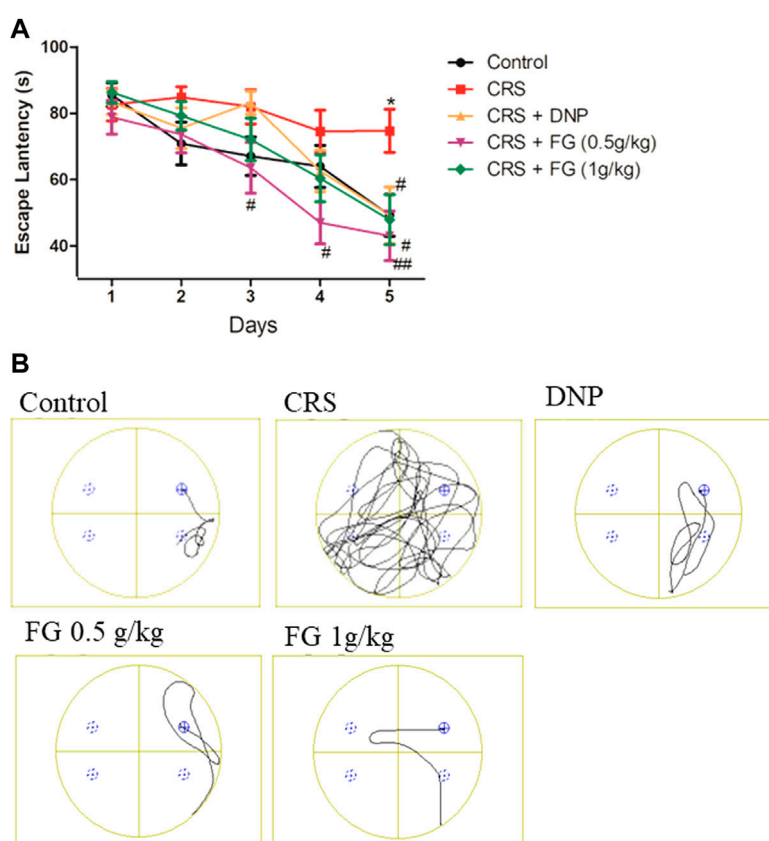 A
100
80
60
40
Escape Lantency (s)
1 2 3 4 5
Days
*
#
#
#
#
##
Control
CRS
CRS + DNP
CRS + FG (0.5g/kg)
CRS + FG (1g/kg)
B
Control
CRS
DNP
FG 0.5 g/kg
FG 1g/kg